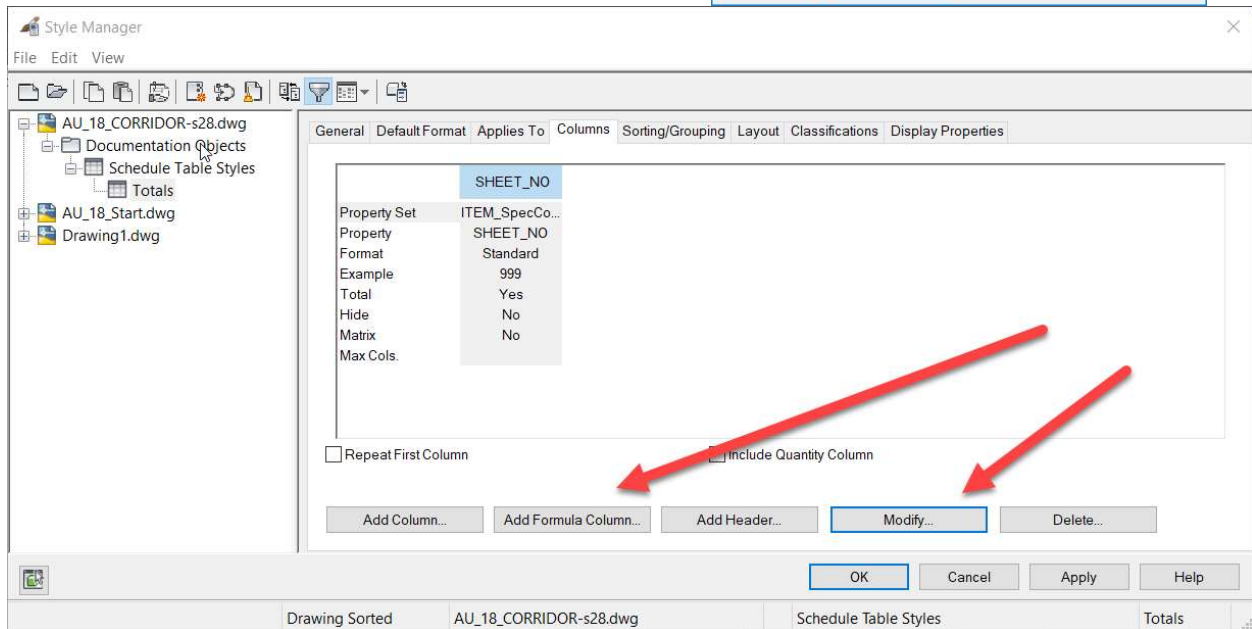 Style Manager
File Edit View
AU_18_CORRIDOR-s28.dwg
Documentation Objects
Schedule Table Styles
Totals
AU_18_Start.dwg
Drawing1.dwg
General Default Format Applies To Columns Sorting/Grouping Layout Classifications Display Properties
SHEET_NO
Property Set ITEM_SpecCo...
Property SHEET_NO
Format Standard
Example 999
Total Yes
Hide No
Matrix No
Max Cols.
Repeat First Column Include Quantity Column
Add Column... Add Formula Column... Add Header... Modify... Delete...
OK Cancel Apply Help
Drawing Sorted AU_18_CORRIDOR-s28.dwg Schedule Table Styles Totals